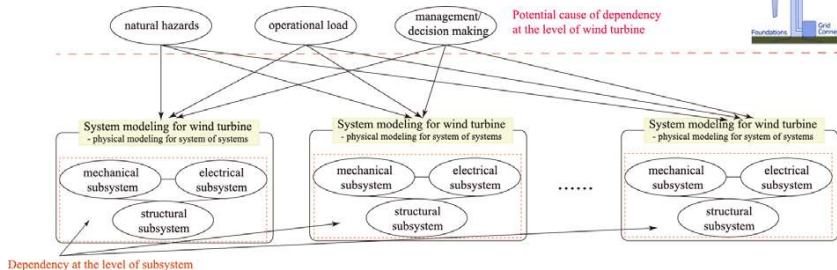 natural hazards
operational load
management/
decision making
Potential cause of dependency
at the level of wind turbine
Foundations
Grid
System modeling for wind turbine
- physical modeling for system of systems
mechanical
subsystem
electrical
subsystem
structural
subsystem
System modeling for wind turbine
- physical modeling for system of systems
mechanical
subsystem
electrical
subsystem
structural
subsystem
......
System modeling for wind turbine
- physical modeling for system of systems
mechanical
subsystem
electrical
subsystem
structural
subsystem
Dependency at the level of subsystem